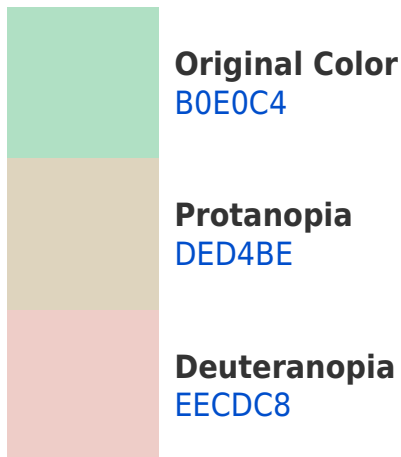 Original Color
B0E0C4
Protanopia
DED4BE
Deuteranopia
EECDC8